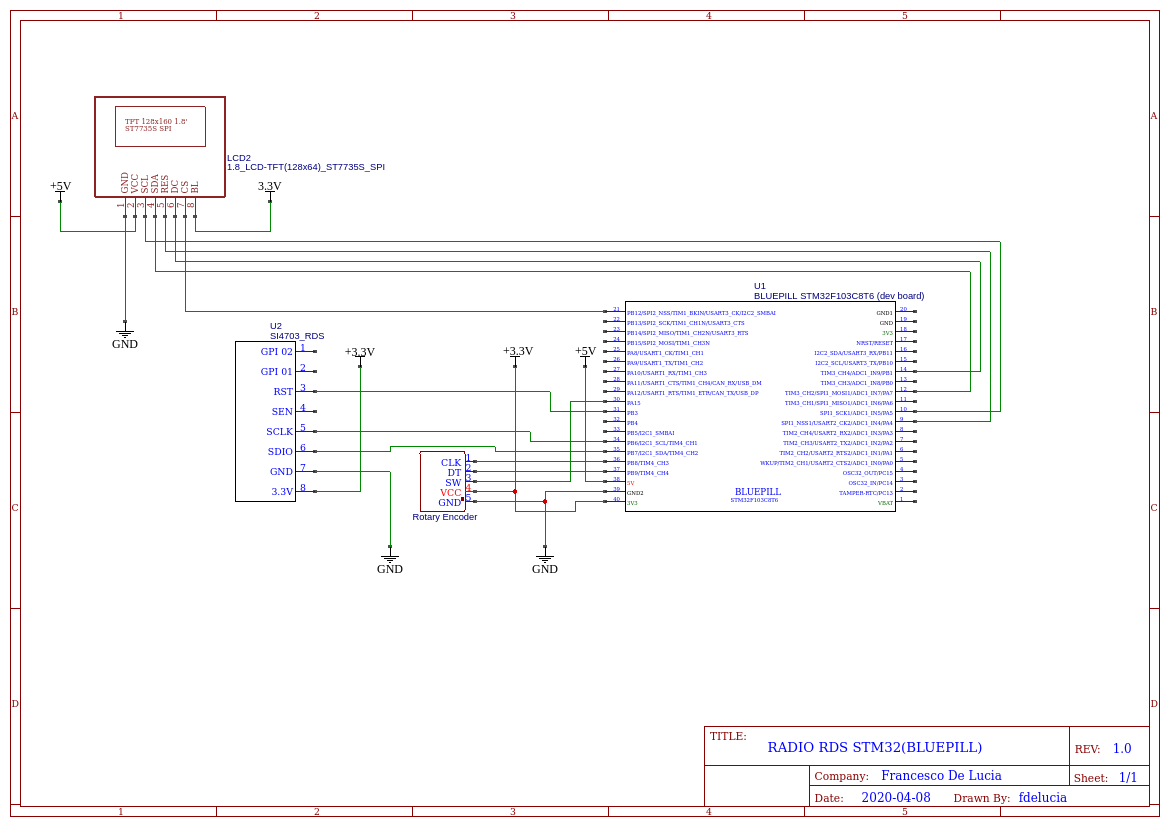 1 2 3 4 5
A A
TFT 128x160 1.8'
ST7735S SPI
LCD2
1.8_LCD-TFT(128x64)_ST7735S_SPI
GND VCC SCL SDA RES DC CS BL
1 2 3 4 5 6 7 8
+5V
3.3V
GND
B B
U1
BLUEPILL STM32F103C8T6 (dev board)
21 PB12/SPI2_NSS/TIM1_BKIN/USART3_CK/I2C2_SMBAI GND1 20
22 PB13/SPI2_SCK/TIM1_CH1N/USART3_CTS GND 19
23 PB14/SPI2_MISO/TIM1_CH2N/USART3_RTS 3V3 18
24 PB15/SPI2_MOSI/TIM1_CH3N NRST/RESET 17
25 PA8/USART1_CK/TIM1_CH1 I2C2_SDA/USART3_RX/PB11 16
26 PA9/USART1_TX/TIM1_CH2 I2C2_SCL/USART3_TX/PB10 15
27 PA10/USART1_RX/TIM1_CH3 TIM3_CH4/ADC1_IN9/PB1 14
28 PA11/USART1_CTS/TIM1_CH4/CAN_RX/USB_DM TIM3_CH3/ADC1_IN8/PB0 13
29 PA12/USART1_RTS/TIM1_ETR/CAN_TX/USB_DP TIM3_CH2/SPI1_MOSI1/ADC1_IN7/PA7 12
30 PA15 TIM3_CH1/SPI1_MISO1/ADC1_IN6/PA6 11
31 PB3 SPI1_SCK1/ADC1_IN5/PA5 10
32 PB4 SPI1_NSS1/USART2_CK2/ADC1_IN4/PA4 9
33 PB5/I2C1_SMBAI TIM2_CH4/USART2_RX2/ADC1_IN3/PA3 8
34 PB6/I2C1_SCL/TIM4_CH1 TIM2_CH3/USART2_TX2/ADC1_IN2/PA2 7
35 PB7/I2C1_SDA/TIM4_CH2 TIM2_CH2/USART2_RTS2/ADC1_IN1/PA1 6
36 PB8/TIM4_CH3 WKUP/TIM2_CH1/USART2_CTS2/ADC1_IN0/PA0 5
37 PB9/TIM4_CH4 OSC32_OUT/PC15 4
38 5V OSC32_IN/PC14 3
39 GND2 TAMPER-RTC/PC13 2
40 3V3 VBAT 1
BLUEPILL
STM32F103C8T6
U2
SI4703_RDS
GPI 02 1
GPI 01 2
RST 3
SEN 4
SCLK 5
SDIO 6
GND 7
3.3V 8
+3.3V
+3.3V
+5V
CLK 1
DT 2
SW 3
VCC 4
GND 5
Rotary Encoder
GND
GND
C C
D D
TITLE:
RADIO RDS STM32(BLUEPILL)
REV: 1.0
Company: Francesco De Lucia
Sheet: 1/1
Date: 2020-04-08 Drawn By: fdelucia
1 2 3 4 5